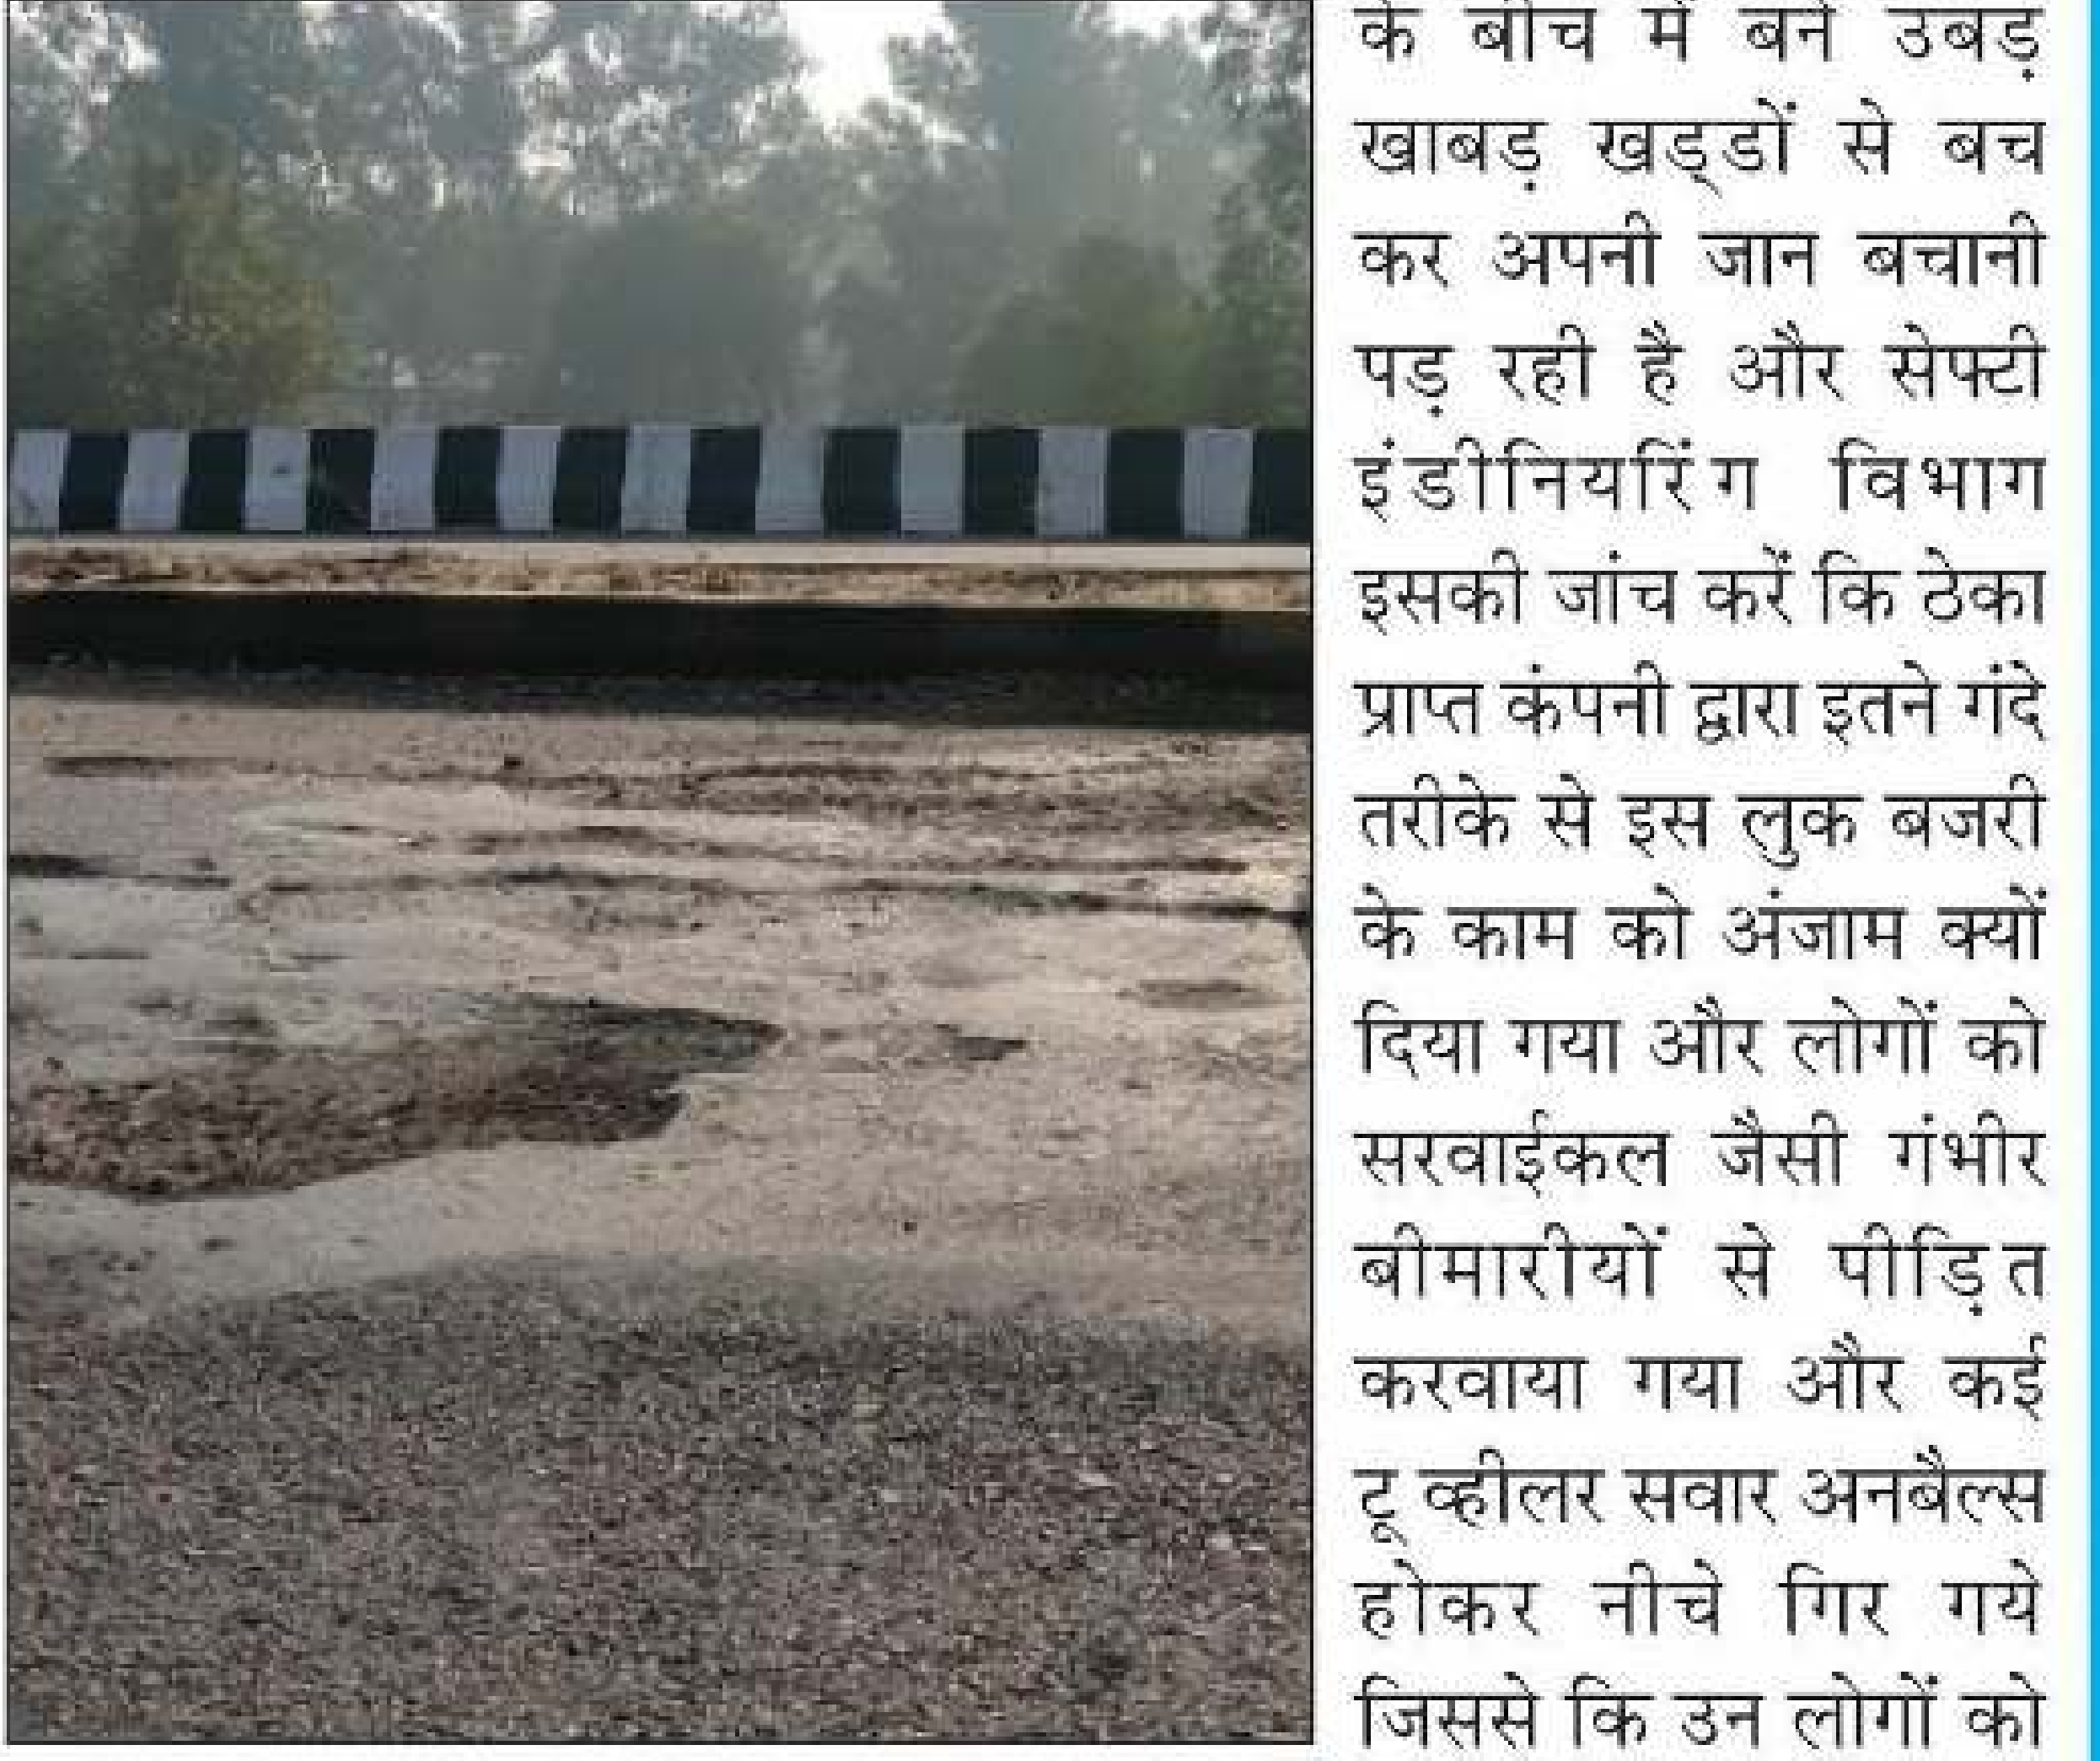 के बीच में बने उबड़
खाबड़ खड्डों से बच
कर अपनी जान बचानी
पड़ रही है और सेफ्टी
इंडीनियरिंग विभाग
इसकी जांच करें कि ठेका
प्राप्त कंपनी द्वारा इतने गंदे
तरीके से इस लुक बजरी
के काम को अंजाम क्यों
दिया गया और लोगों को
सरवाईकल जैसी गंभीर
बीमारीयों से पीड़ित
करवाया गया और कई
टू व्हीलर सवार अनबैल्स
होकर नीचे गिर गये
जिससे कि उन लोगों को